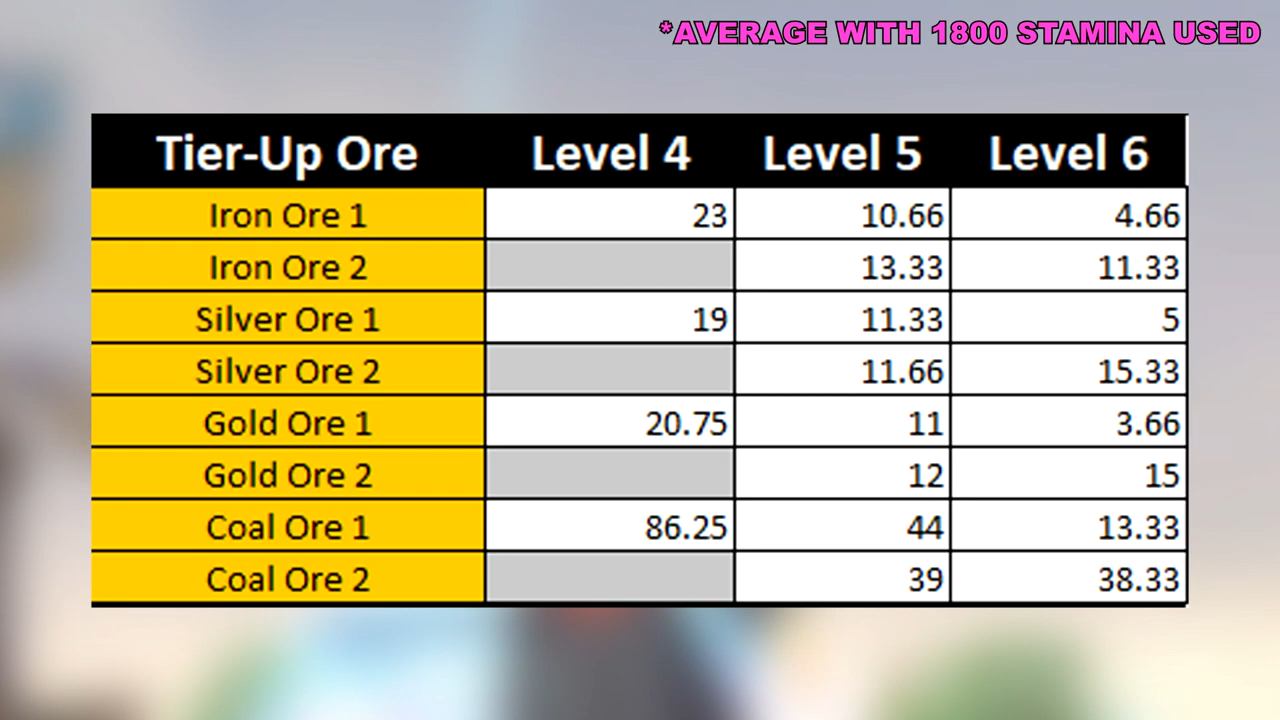 *AVERAGE WITH 1800 STAMINA USED
Tier-Up Ore Level 4 Level 5 Level 6
Iron Ore 1 23 10.66 4.66
Iron Ore 2 13.33 11.33
Silver Ore 1 19 11.33 5
Silver Ore 2 11.66 15.33
Gold Ore 1 20.75 11 3.66
Gold Ore 2 12 15
Coal Ore 1 86.25 44 13.33
Coal Ore 2 39 38.33